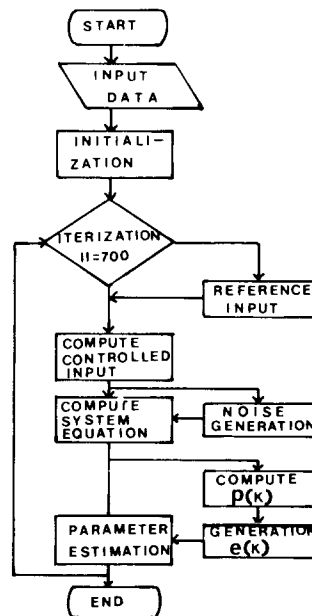 START
INPUT
DATA
INITIALI-
ZATION
ITERIZATION
II=700
REFERENCE
INPUT
COMPUTE
CONTROLLED
INPUT
COMPUTE
SYSTEM
EQUATION
NOISE
GENERATION
COMPUTE
P(K)
PARAMETER
ESTIMATION
GENERATION
e(K)
END